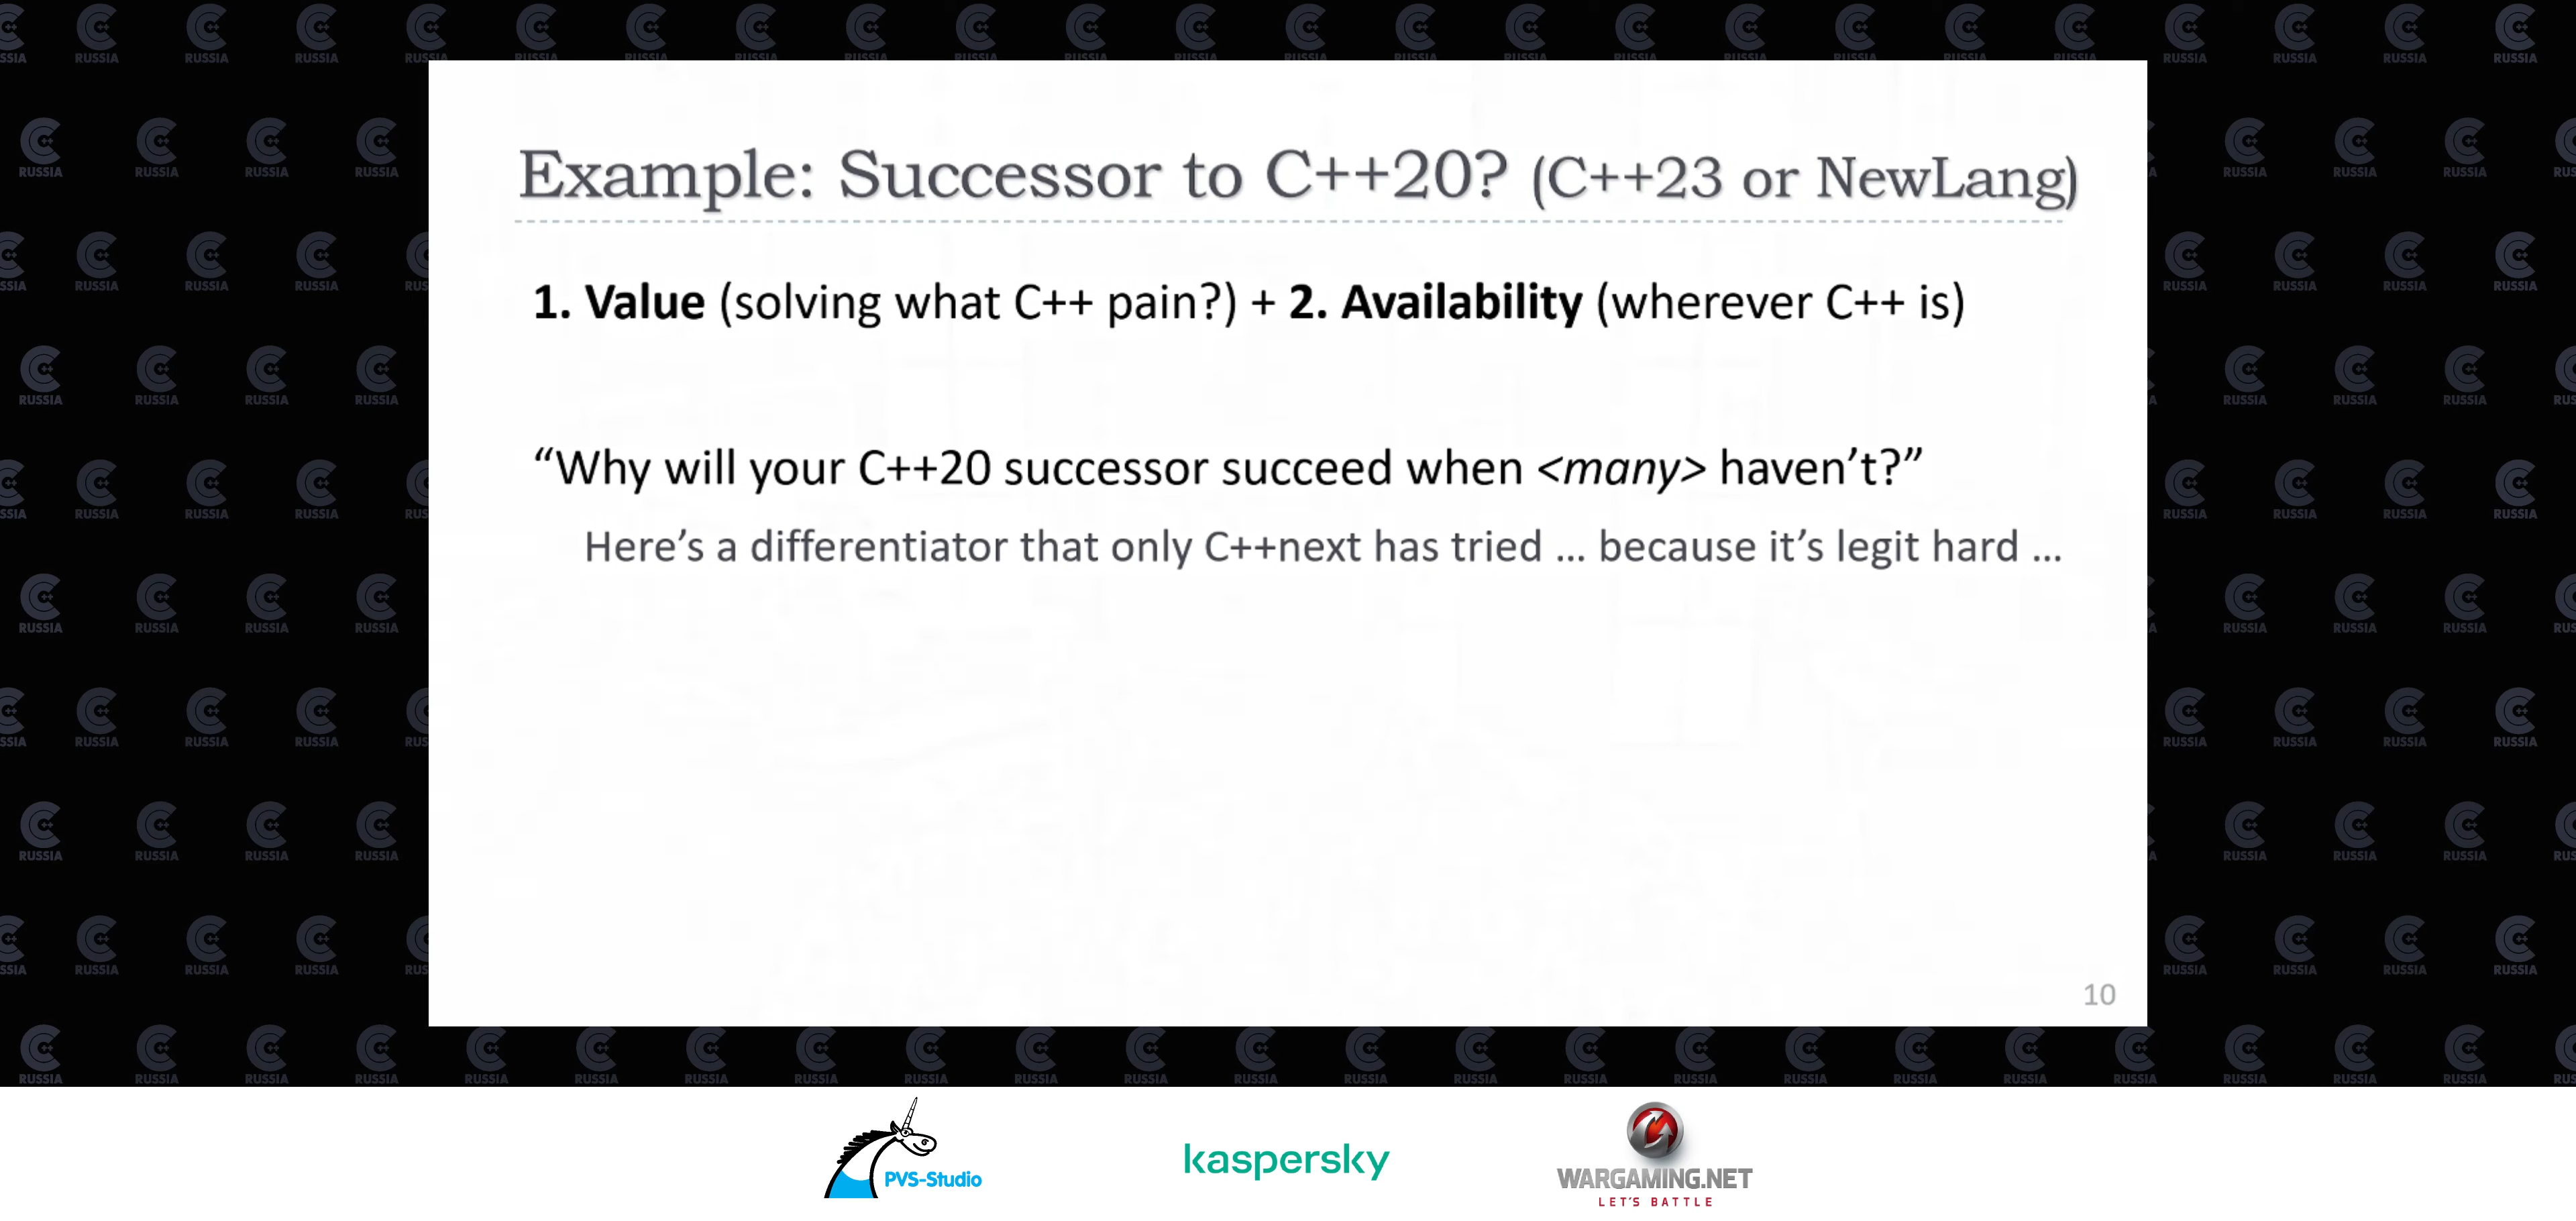 Example: Successor to C++20? (C++23 or NewLang)
1. Value (solving what C++ pain?) + 2. Availability (wherever C++ is)
“Why will your C++20 successor succeed when <many> haven’t?”
Here’s a differentiator that only C++next has tried ... because it’s legit hard ...
10
RUSSIA
PVS-Studio
kaspersky
WARGAMING.NET
LET'S BATTLE